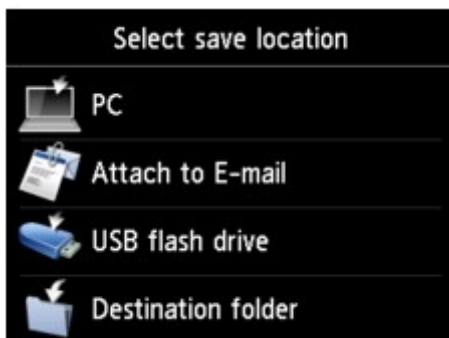 Select save location
PC
Attach to E-mail
USB flash drive
Destination folder